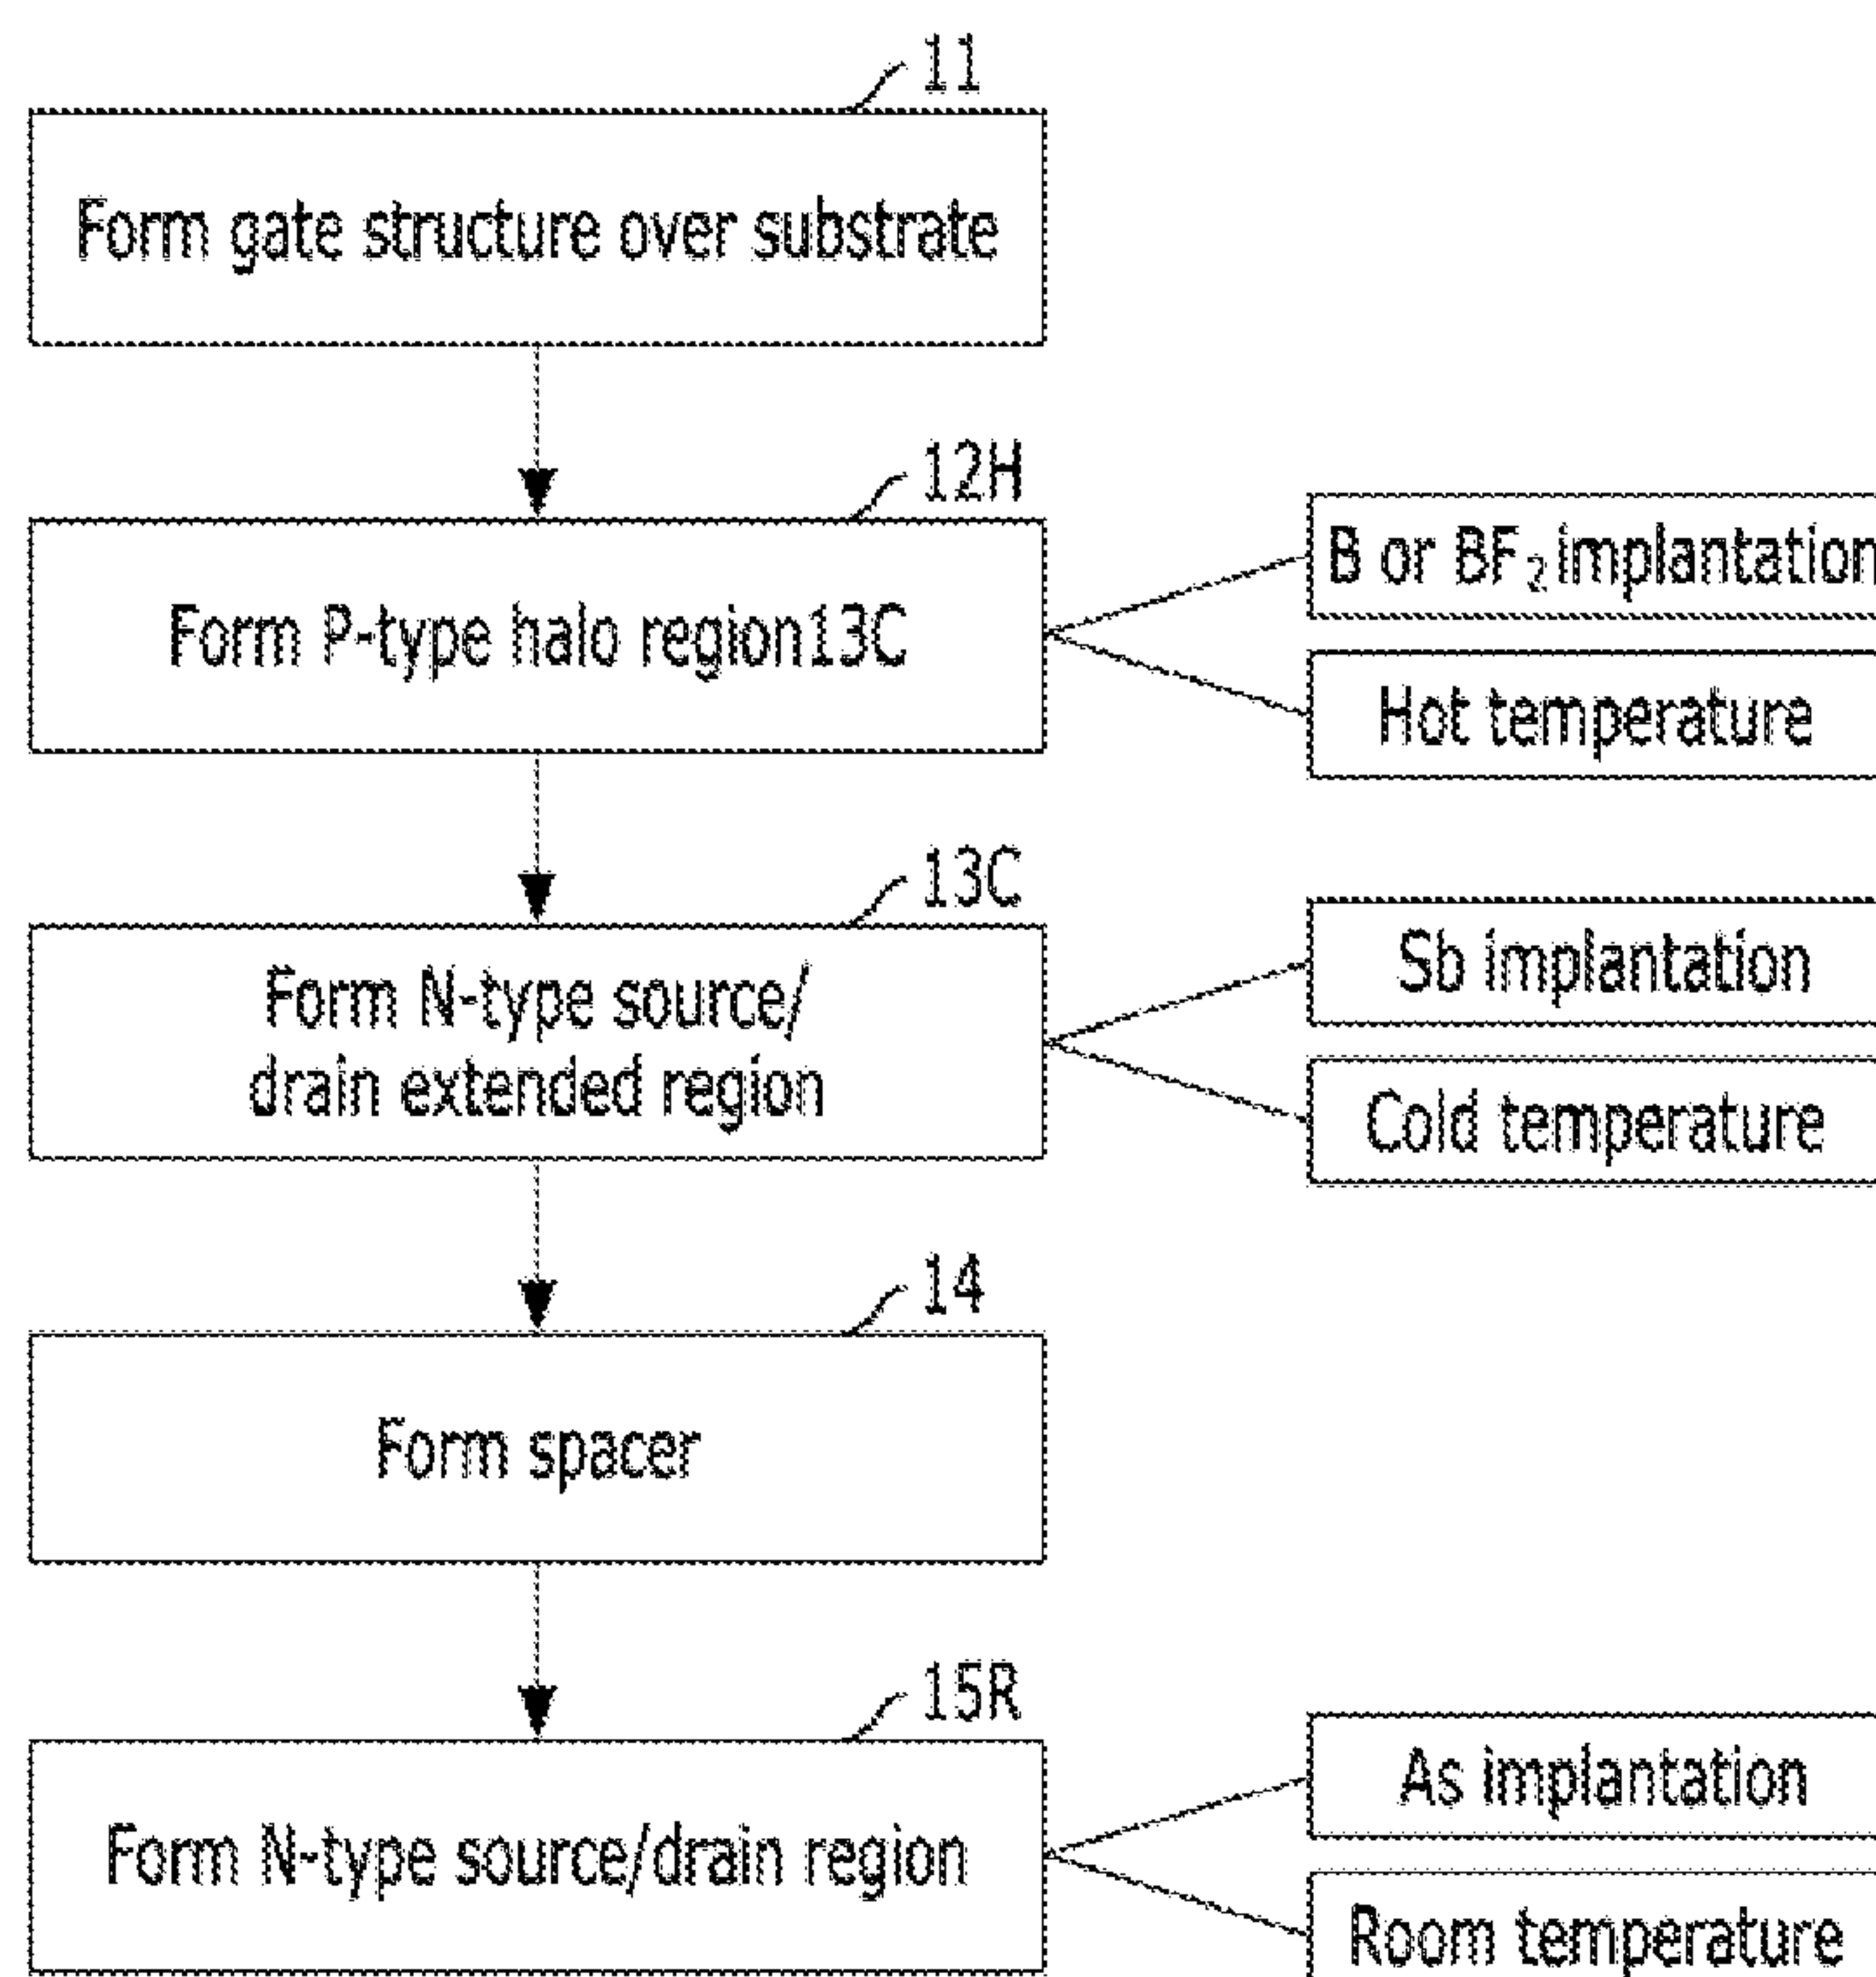 11
Form gate structure over substrate
12H
Form P-type halo region13C
B or BF₂ implantation
Hot temperature
13C
Form N-type source/
drain extended region
Sb implantation
Cold temperature
14
Form spacer
15R
Form N-type source/drain region
As implantation
Room temperature